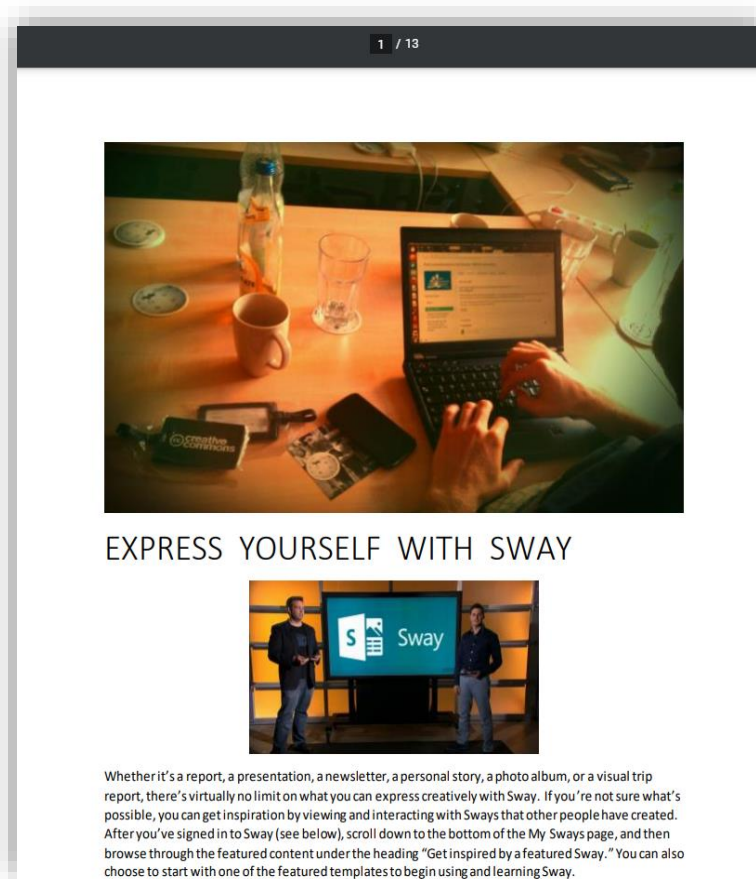 1 / 13
creative
commons
EXPRESS YOURSELF WITH SWAY
S
Sway
Whether it's a report, a presentation, a newsletter, a personal story, a photo album, or a visual trip
report, there's virtually no limit on what you can express creatively with Sway. If you're not sure what's
possible, you can get inspiration by viewing and interacting with Sways that other people have created.
After you've signed in to Sway (see below), scroll down to the bottom of the My Sways page, and then
browse through the featured content under the heading “Get inspired by a featured Sway.” You can also
choose to start with one of the featured templates to begin using and learning Sway.